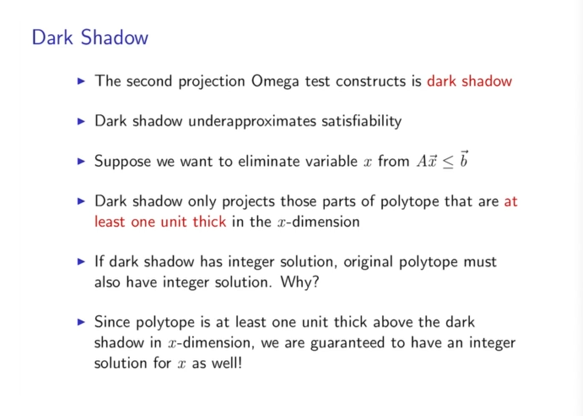 Dark Shadow
▶ The second projection Omega test constructs is dark shadow
▶ Dark shadow underapproximates satisfiability
▶ Suppose we want to eliminate variable x from Ax⃗ ≤ b⃗
▶ Dark shadow only projects those parts of polytope that are at
least one unit thick in the x-dimension
▶ If dark shadow has integer solution, original polytope must
also have integer solution. Why?
▶ Since polytope is at least one unit thick above the dark
shadow in x-dimension, we are guaranteed to have an integer
solution for x as well!